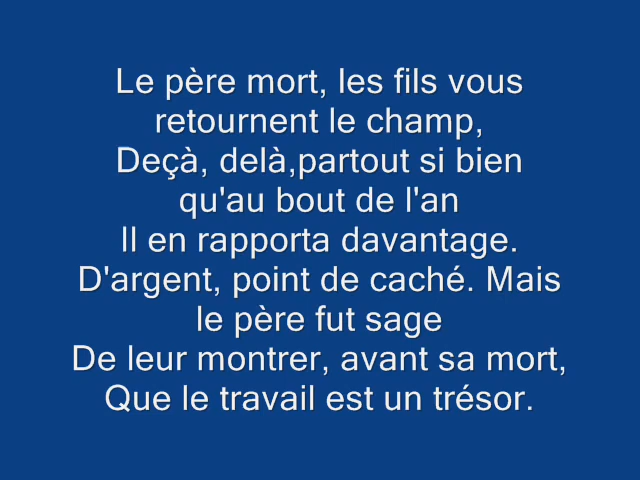 Le père mort, les fils vous
retournent le champ,
Deçà, delà,partout si bien
qu'au bout de l'an
Il en rapporta davantage.
D'argent, point de caché. Mais
le père fut sage
De leur montrer, avant sa mort,
Que le travail est un trésor.